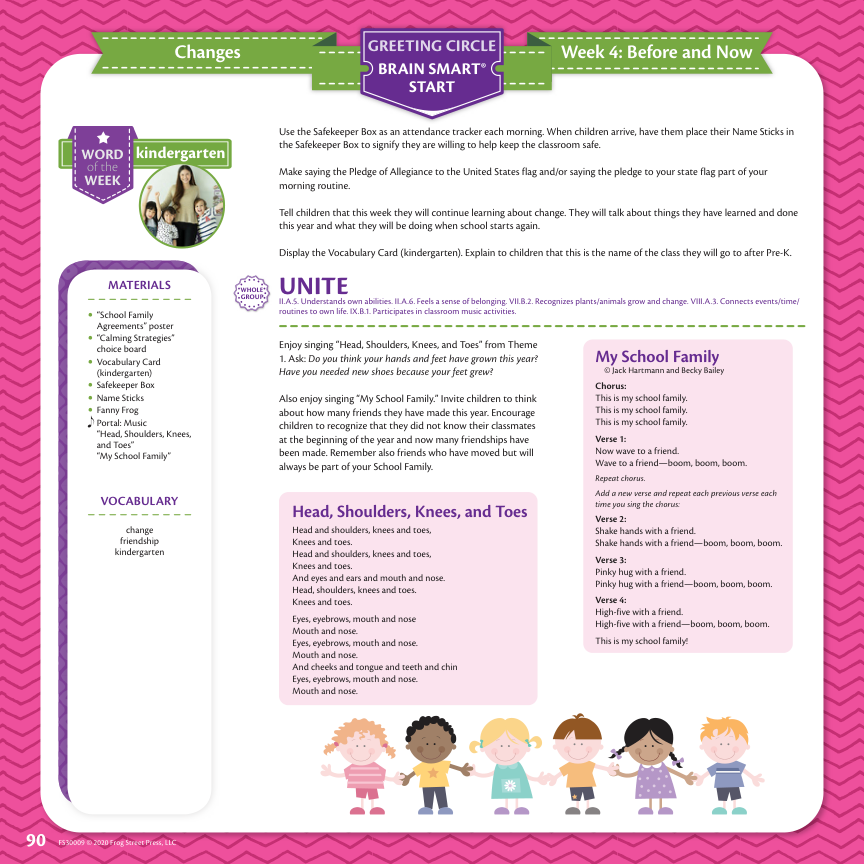 Changes
GREETING CIRCLE
BRAIN SMART®
START
Week 4: Before and Now
WORD
of the
WEEK
kindergarten
Use the Safekeeper Box as an attendance tracker each morning. When children arrive, have them place their Name Sticks in
the Safekeeper Box to signify they are willing to help keep the classroom safe.
Make saying the Pledge of Allegiance to the United States flag and/or saying the pledge to your state flag part of your
morning routine.
Tell children that this week they will continue learning about change. They will talk about things they have learned and done
this year and what they will be doing when school starts again.
Display the Vocabulary Card (kindergarten). Explain to children that this is the name of the class they will go to after Pre-K.
MATERIALS
• "School Family
Agreements" poster
• "Calming Strategies"
choice board
• Vocabulary Card
(kindergarten)
• Safekeeper Box
• Name Sticks
• Fanny Frog
Portal: Music
"Head, Shoulders, Knees,
and Toes"
"My School Family"
VOCABULARY
change
friendship
kindergarten
WHOLE
GROUP
UNITE
II.A.5. Understands own abilities. II.A.6. Feels a sense of belonging. VII.B.2. Recognizes plants/animals grow and change. VIII.A.3. Connects events/time/
routines to own life. IX.B.1. Participates in classroom music activities.
Enjoy singing "Head, Shoulders, Knees, and Toes" from Theme
1. Ask: Do you think your hands and feet have grown this year?
Have you needed new shoes because your feet grew?
Also enjoy singing "My School Family." Invite children to think
about how many friends they have made this year. Encourage
children to recognize that they did not know their classmates
at the beginning of the year and now many friendships have
been made. Remember also friends who have moved but will
always be part of your School Family.
Head, Shoulders, Knees, and Toes
Head and shoulders, knees and toes,
Knees and toes.
Head and shoulders, knees and toes,
Knees and toes.
And eyes and ears and mouth and nose.
Head, shoulders, knees and toes.
Knees and toes.
Eyes, eyebrows, mouth and nose
Mouth and nose.
Eyes, eyebrows, mouth and nose.
Mouth and nose.
And cheeks and tongue and teeth and chin
Eyes, eyebrows, mouth and nose.
Mouth and nose.
My School Family
© Jack Hartmann and Becky Bailey
Chorus:
This is my school family.
This is my school family.
This is my school family.
Verse 1:
Now wave to a friend.
Wave to a friend—boom, boom, boom.
Repeat chorus.
Add a new verse and repeat each previous verse each
time you sing the chorus:
Verse 2:
Shake hands with a friend.
Shake hands with a friend—boom, boom, boom.
Verse 3:
Pinky hug with a friend.
Pinky hug with a friend—boom, boom, boom.
Verse 4:
High-five with a friend.
High-five with a friend—boom, boom, boom.
This is my school family!
90 FS30009 © 2020 Frog Street Press, LLC